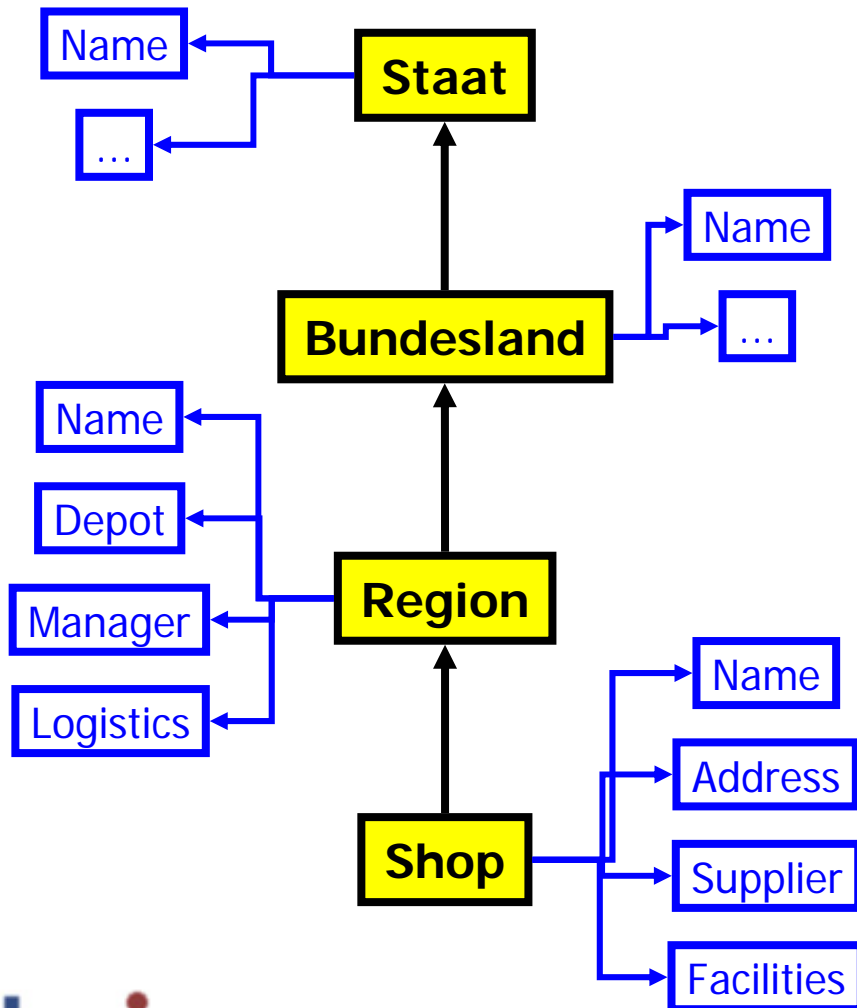 Name
Staat
...
Name
Bundesland
...
Name
Depot
Region
Manager
Name
Logistics
Address
Shop
Supplier
Facilities